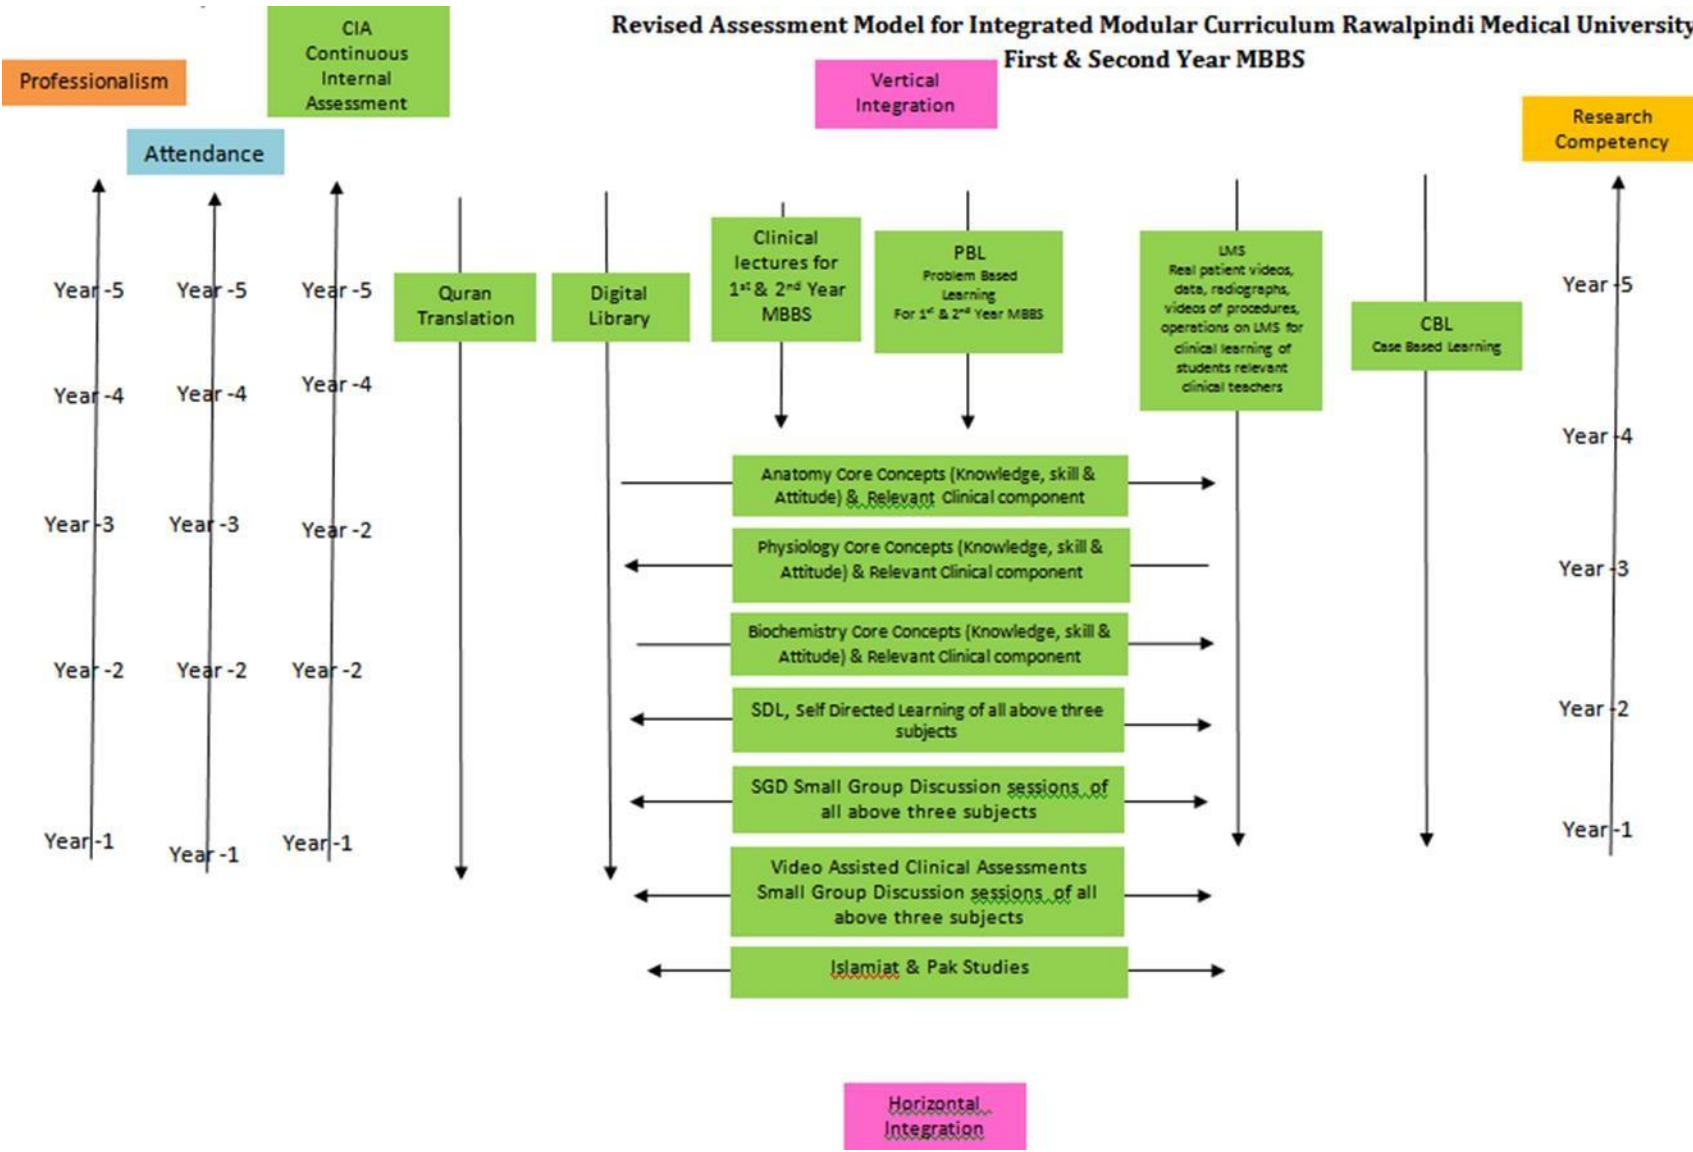 Revised Assessment Model for Integrated Modular Curriculum Rawalpindi Medical University
First & Second Year MBBS
Professionalism
Attendance
CIA
Continuous
Internal
Assessment
Vertical
Integration
Research
Competency
Year -5
Year -4
Year -3
Year -2
Year -1
Year -5
Year -4
Year -3
Year -2
Year -1
Year -5
Year -4
Year -2
Year -2
Year -1
Quran
Translation
Digital
Library
Clinical
lectures for
1st & 2nd Year
MBBS
PBL
Problem Based
Learning
For 1st & 2nd Year MBBS
LMS
Real patient videos,
data, radiographs,
videos of procedures,
operations on LMS for
clinical learning of
students relevant
clinical teachers
CBL
Case Based Learning
Year -5
Year -4
Year -3
Year -2
Year -1
Anatomy Core Concepts (Knowledge, skill &
Attitude) & Relevant Clinical component
Physiology Core Concepts (Knowledge, skill &
Attitude) & Relevant Clinical component
Biochemistry Core Concepts (Knowledge, skill &
Attitude) & Relevant Clinical component
SDL, Self Directed Learning of all above three
subjects
SGD Small Group Discussion sessions of
all above three subjects
Video Assisted Clinical Assessments
Small Group Discussion sessions of all
above three subjects
Islamiat & Pak Studies
Horizontal
Integration